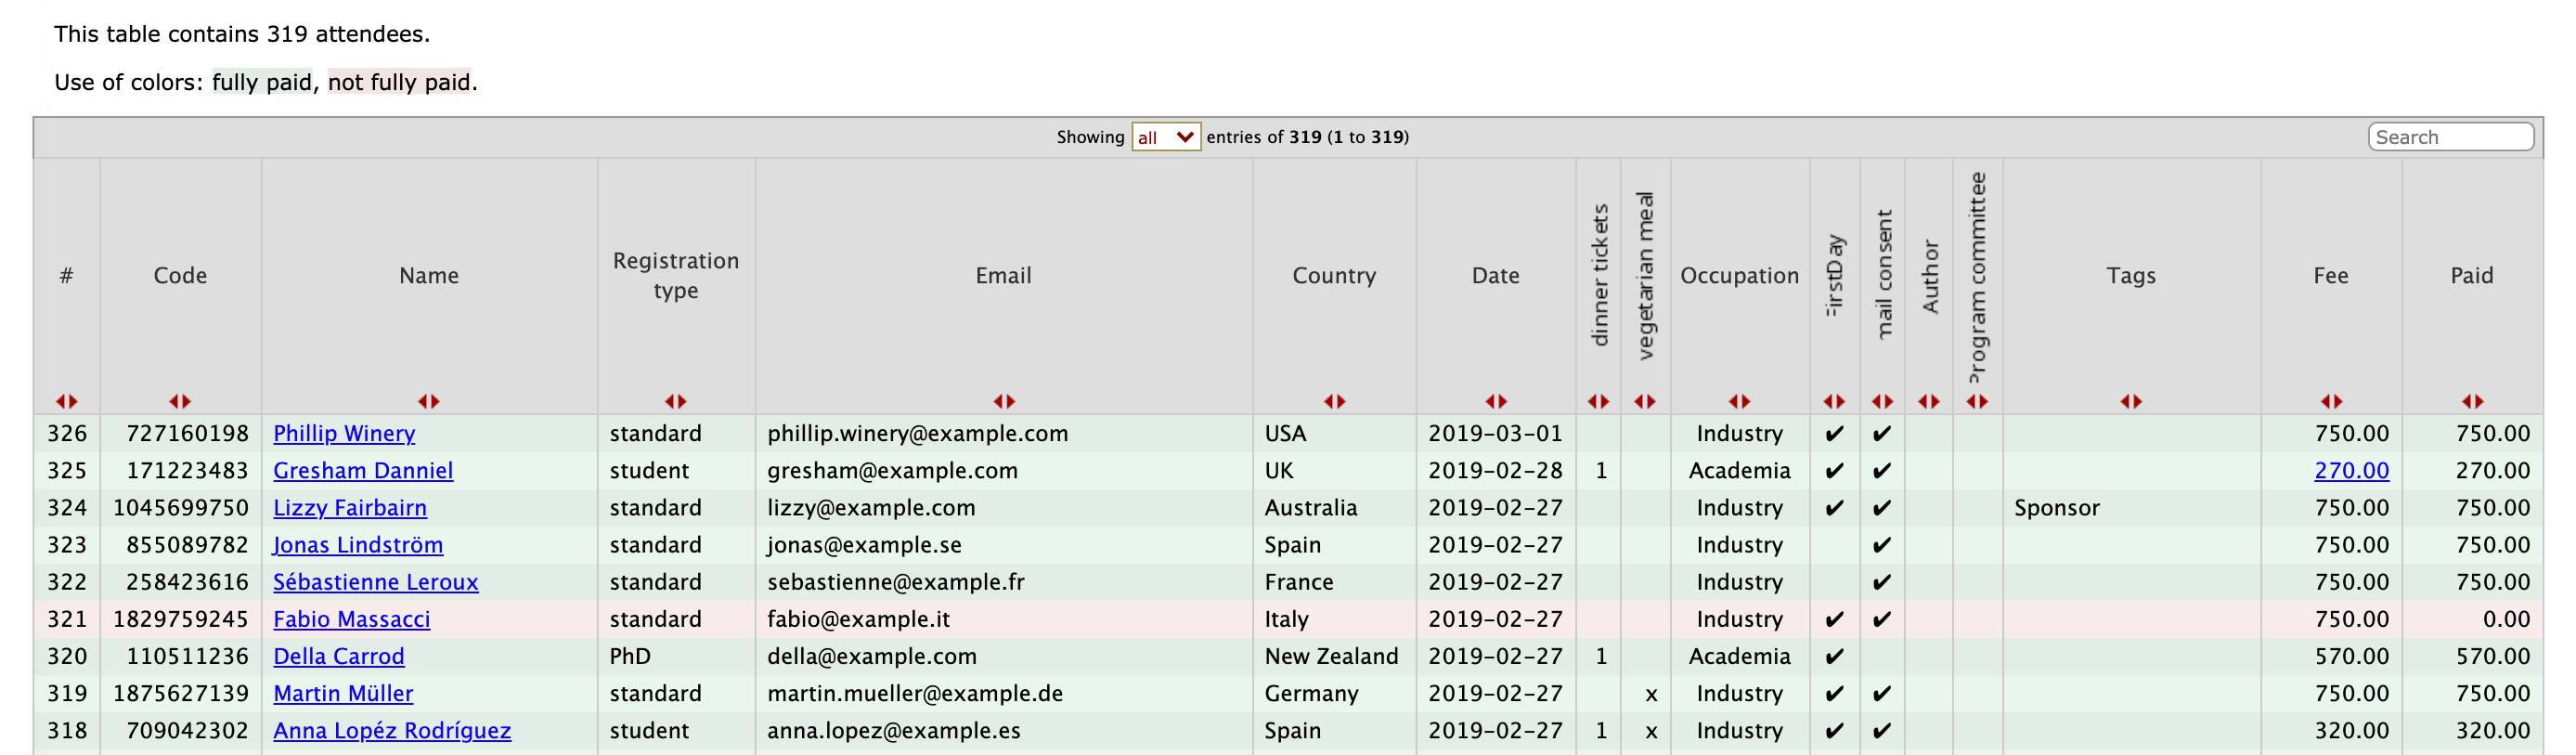 This table contains 319 attendees.
Use of colors: fully paid, not fully paid.
Showing all entries of 319 (1 to 319) Search
# Code Name Registration type Email Country Date dinner tickets vegetarian meal Occupation FirstDay mail consent Author Program committee Tags Fee Paid
326 727160198 Phillip Winery standard phillip.winery@example.com USA 2019-03-01 Industry ✔ ✔ 750.00 750.00
325 171223483 Gresham Danniel student gresham@example.com UK 2019-02-28 1 Academia ✔ ✔ 270.00 270.00
324 1045699750 Lizzy Fairbairn standard lizzy@example.com Australia 2019-02-27 Industry ✔ ✔ Sponsor 750.00 750.00
323 855089782 Jonas Lindström standard jonas@example.se Spain 2019-02-27 Industry ✔ 750.00 750.00
322 258423616 Sébastienne Leroux standard sebastienne@example.fr France 2019-02-27 Industry ✔ 750.00 750.00
321 1829759245 Fabio Massacci standard fabio@example.it Italy 2019-02-27 Industry ✔ ✔ 750.00 0.00
320 110511236 Della Carrod PhD della@example.com New Zealand 2019-02-27 1 Academia ✔ 570.00 570.00
319 1875627139 Martin Müller standard martin.mueller@example.de Germany 2019-02-27 x Industry ✔ ✔ 750.00 750.00
318 709042302 Anna Lopéz Rodríguez student anna.lopez@example.es Spain 2019-02-27 1 x Industry ✔ ✔ 320.00 320.00